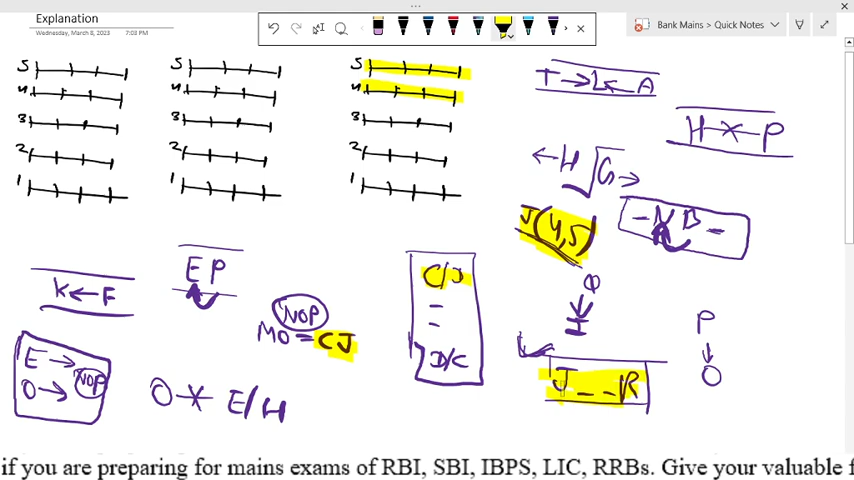 Explanation
Wednesday, March 8, 2023 7:03 PM
Bank Mains > Quick Notes
5 5 5
4 4 4
3 3 3
2 2 2
1 1 1
T → L ← A
H ✗ P
← H G →
J (4,5)
- N B -
E P
K ← F
C/J
=
D/C
NOP
MO = CJ
E →
O → NOP
O ✗ E/H
H
J _ _ R
P
↓
O
if you are preparing for mains exams of RBI, SBI, IBPS, LIC, RRBs. Give your valuable f